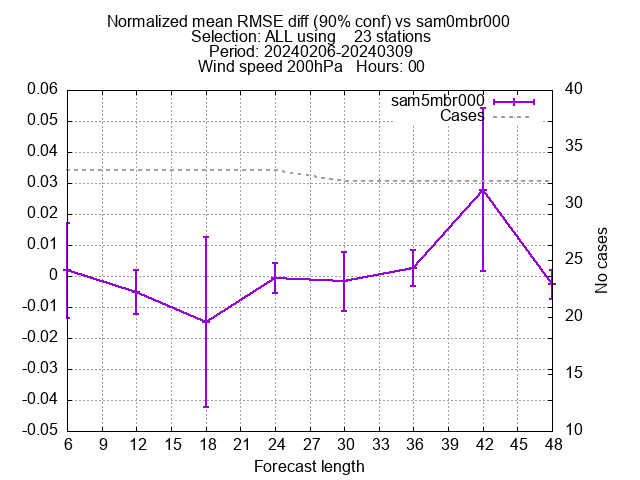 Normalized mean RMSE diff (90% conf) vs sam0mbr000
Selection: ALL using    23 stations
Period: 20240206-20240309
Wind speed 200hPa   Hours: 00
sam5mbr000
Cases
0.06
0.05
0.04
0.03
0.02
0.01
0
-0.01
-0.02
-0.03
-0.04
-0.05
40
35
30
25
20
15
10
No cases
6 9 12 15 18 21 24 27 30 33 36 39 42 45 48
Forecast length